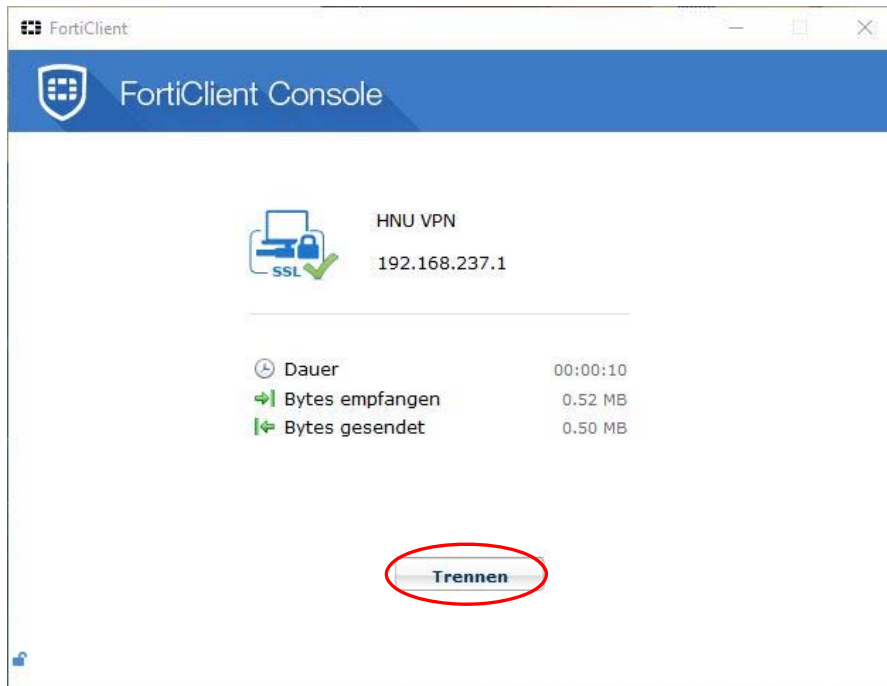 FortiClient
FortiClient Console
HNU VPN
192.168.237.1
SSL
Dauer 00:00:10
Bytes empfangen 0.52 MB
Bytes gesendet 0.50 MB
Trennen